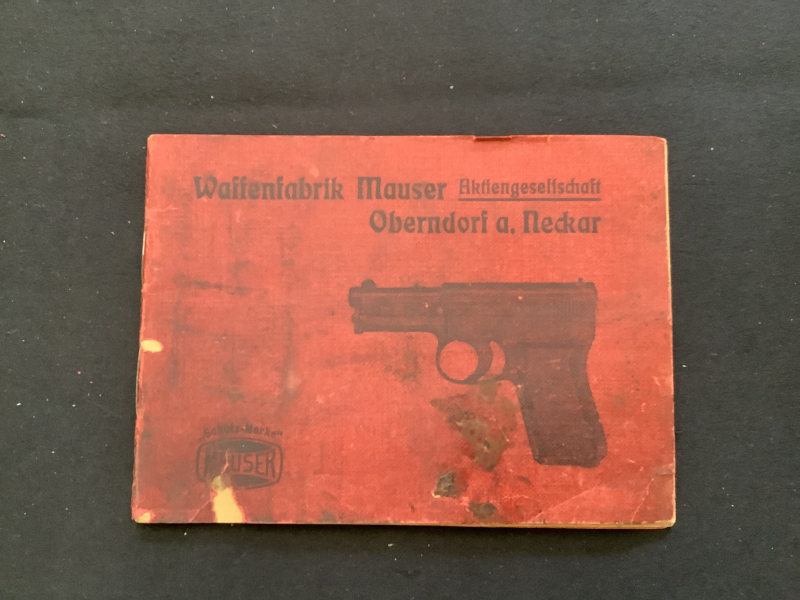 Waffenfabrik Mauser Aktiengesellschaft
Oberndorf a. Neckar
Schutz-Marke
MAUSER